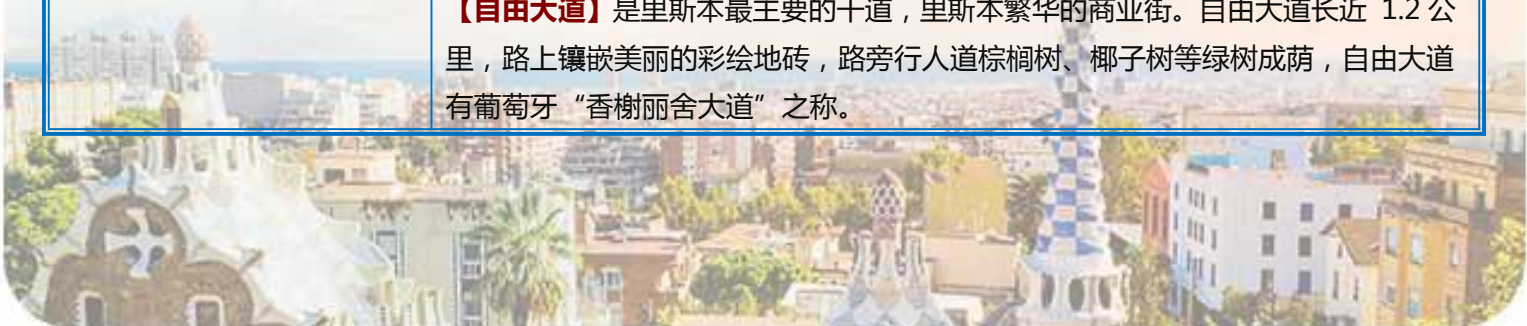 【自由大道】是里斯本最主要的干道，里斯本繁华的商业街。自由大道长近 1.2 公
里，路上镶嵌美丽的彩绘地砖，路旁行人道棕榈树、椰子树等绿树成荫，自由大道
有葡萄牙“香榭丽舍大道”之称。